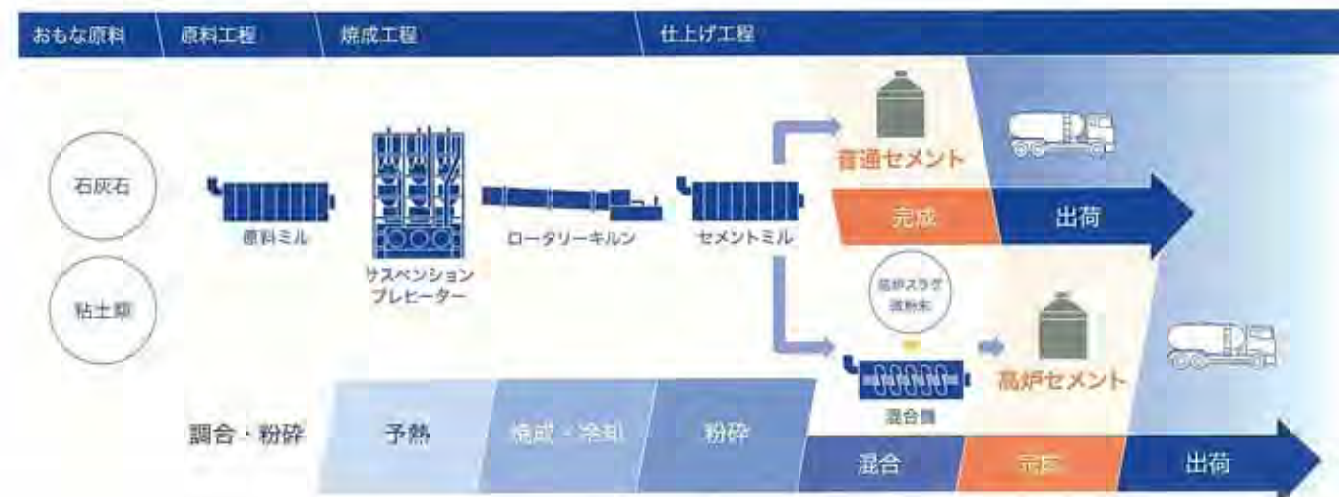 おもな原料
原料工程
焼成工程
仕上げ工程
石灰石
粘土類
原料ミル
サスペンション
プレヒーター
ロータリーキルン
セメントミル
普通セメント
完成
出荷
高炉スラグ
微粉末
混合機
高炉セメント
調合・粉砕
予熱
焼成・冷却
粉砕
混合
完成
出荷